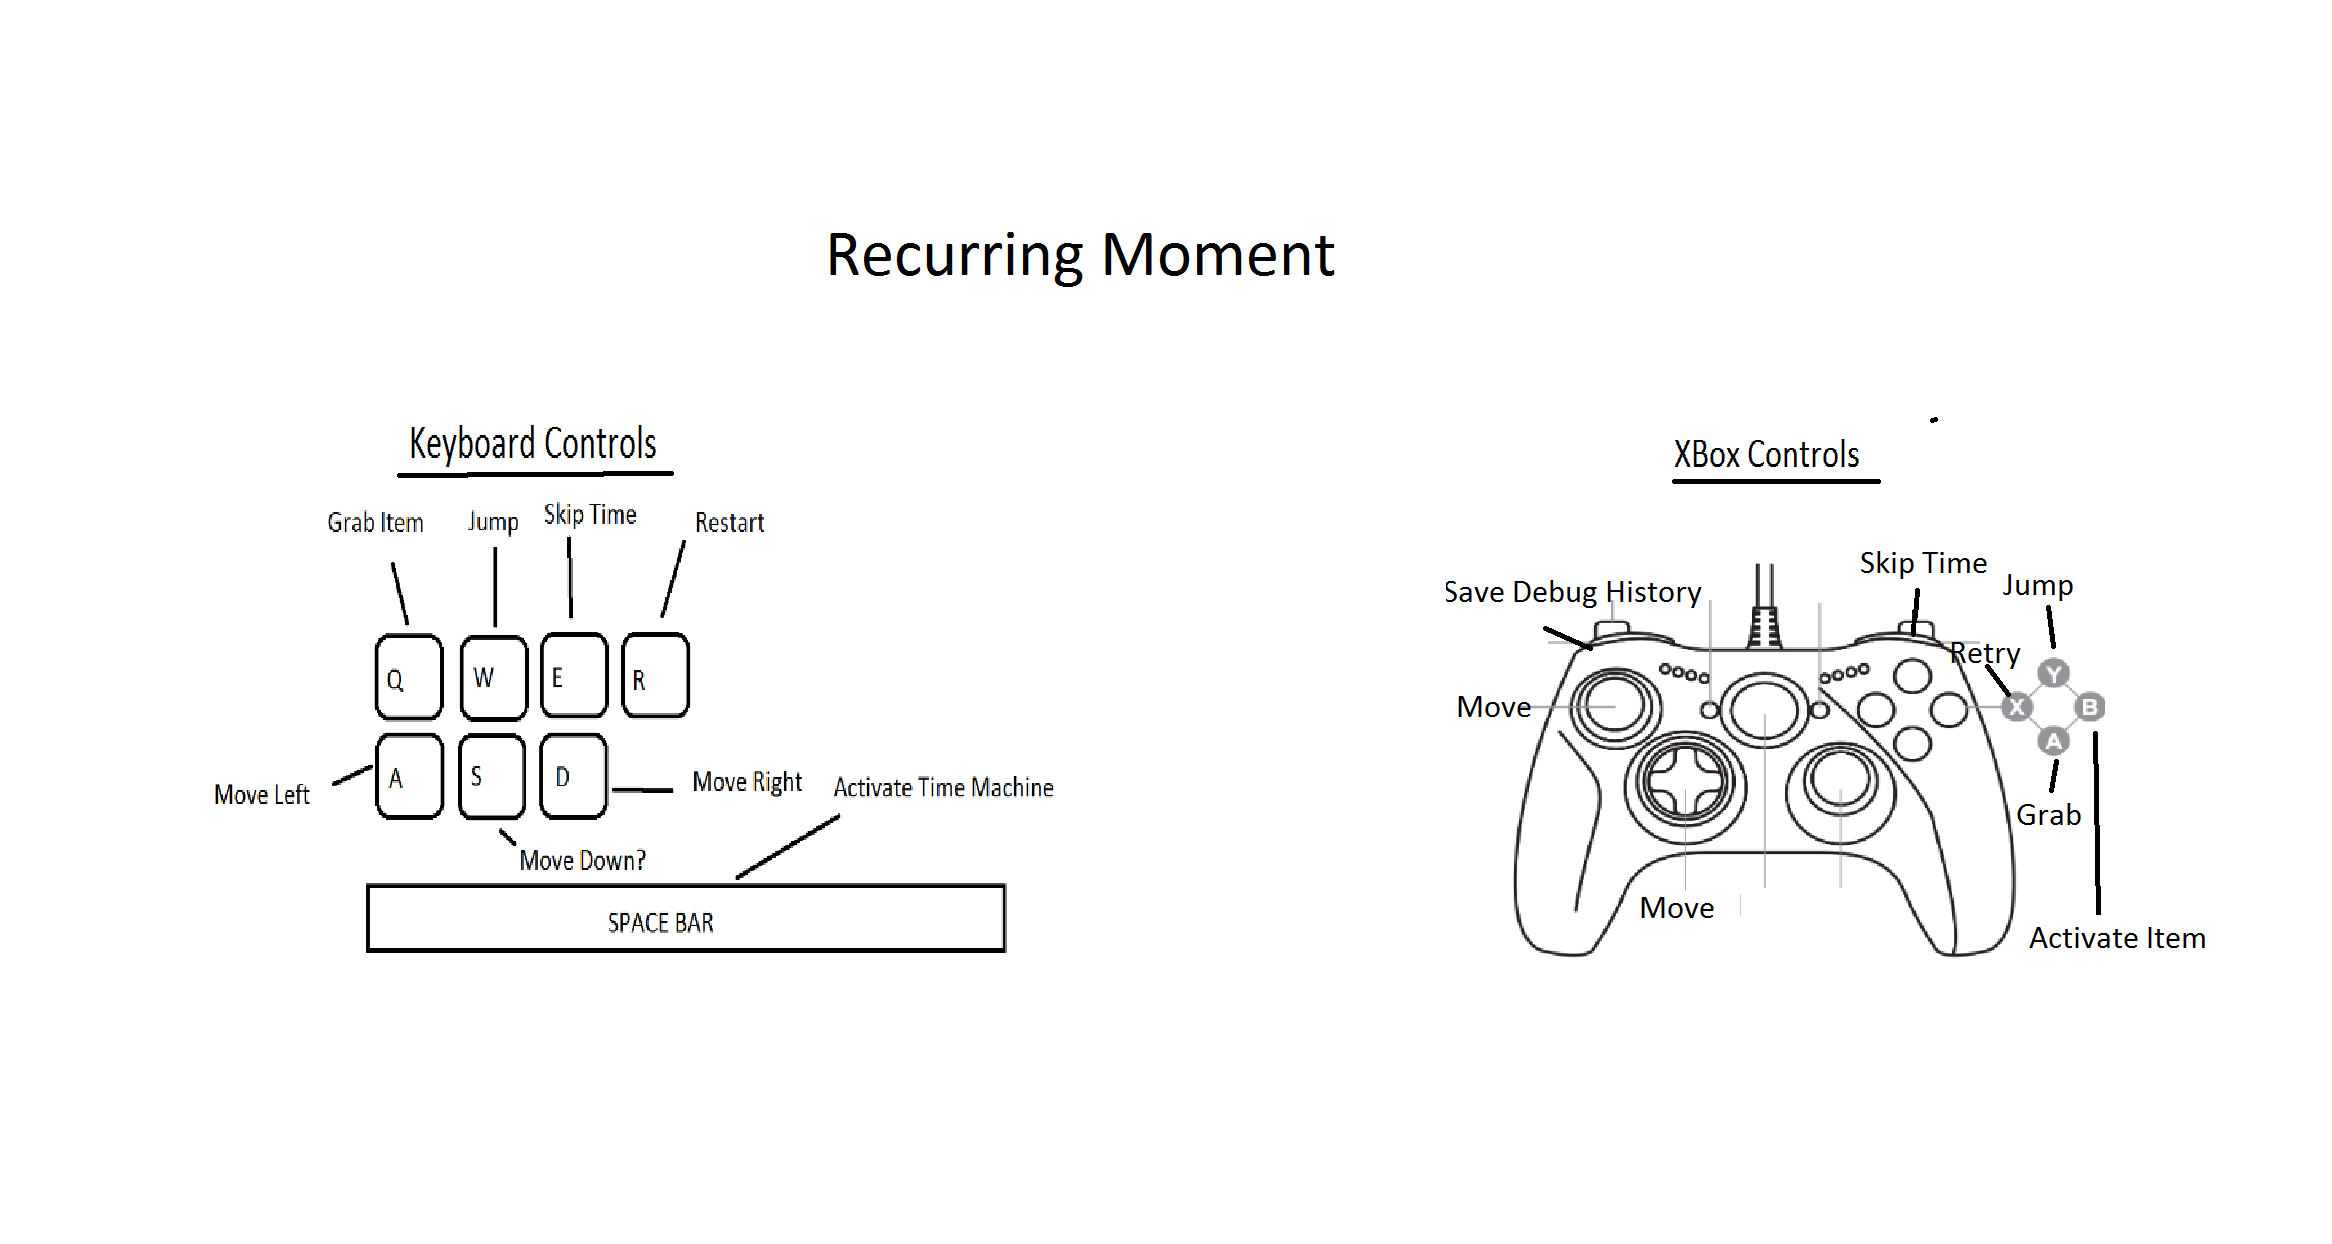 Recurring Moment
Keyboard Controls
Grab Item
Jump
Skip Time
Restart
Q
W
E
R
A
S
D
Move Left
Move Right
Activate Time Machine
Move Down?
SPACE BAR
XBox Controls
Save Debug History
Skip Time
Jump
Retry
Move
Y
X
B
A
Grab
Move
Activate Item